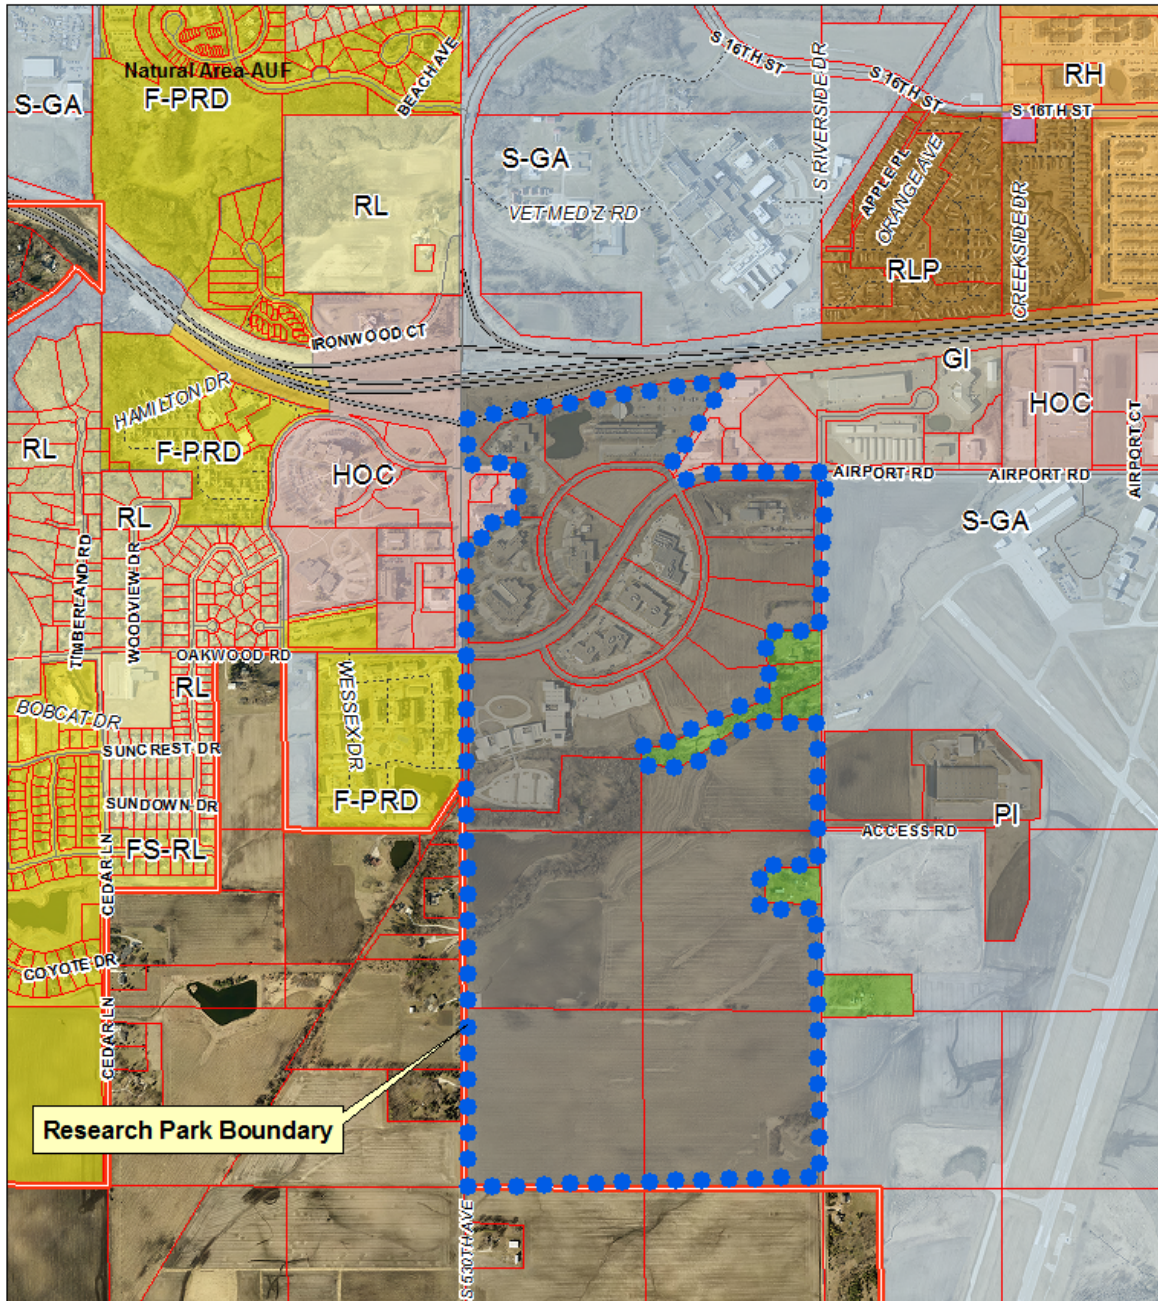 S 16TH ST
S RIVERSIDE DR
BEACH AVE
Natural Area-AUF
F-PRD
S-GA
S 16TH ST
RH
S 16TH ST
S-GA
APPLE PL
ORANGE AVE
RL
VET MED Z RD
CREEKSIDE DR
RLP
IRONWOOD CT
GI
HAMILTON DR
HOC
AIRPORT CT
RL
F-PRD
HOC
AIRPORT RD
AIRPORT RD
RL
S-GA
TIMBERLAND RD
WOODVIEW DR
OAKWOOD RD
RL
WESSEX DR
BOBCAT DR
SUNCREST DR
F-PRD
SUNDOWN DR
PI
ACCESS RD
FS-RL
CEDAR LN
COYOTE DR
CEDAR LN
Research Park Boundary
S 530TH AVE